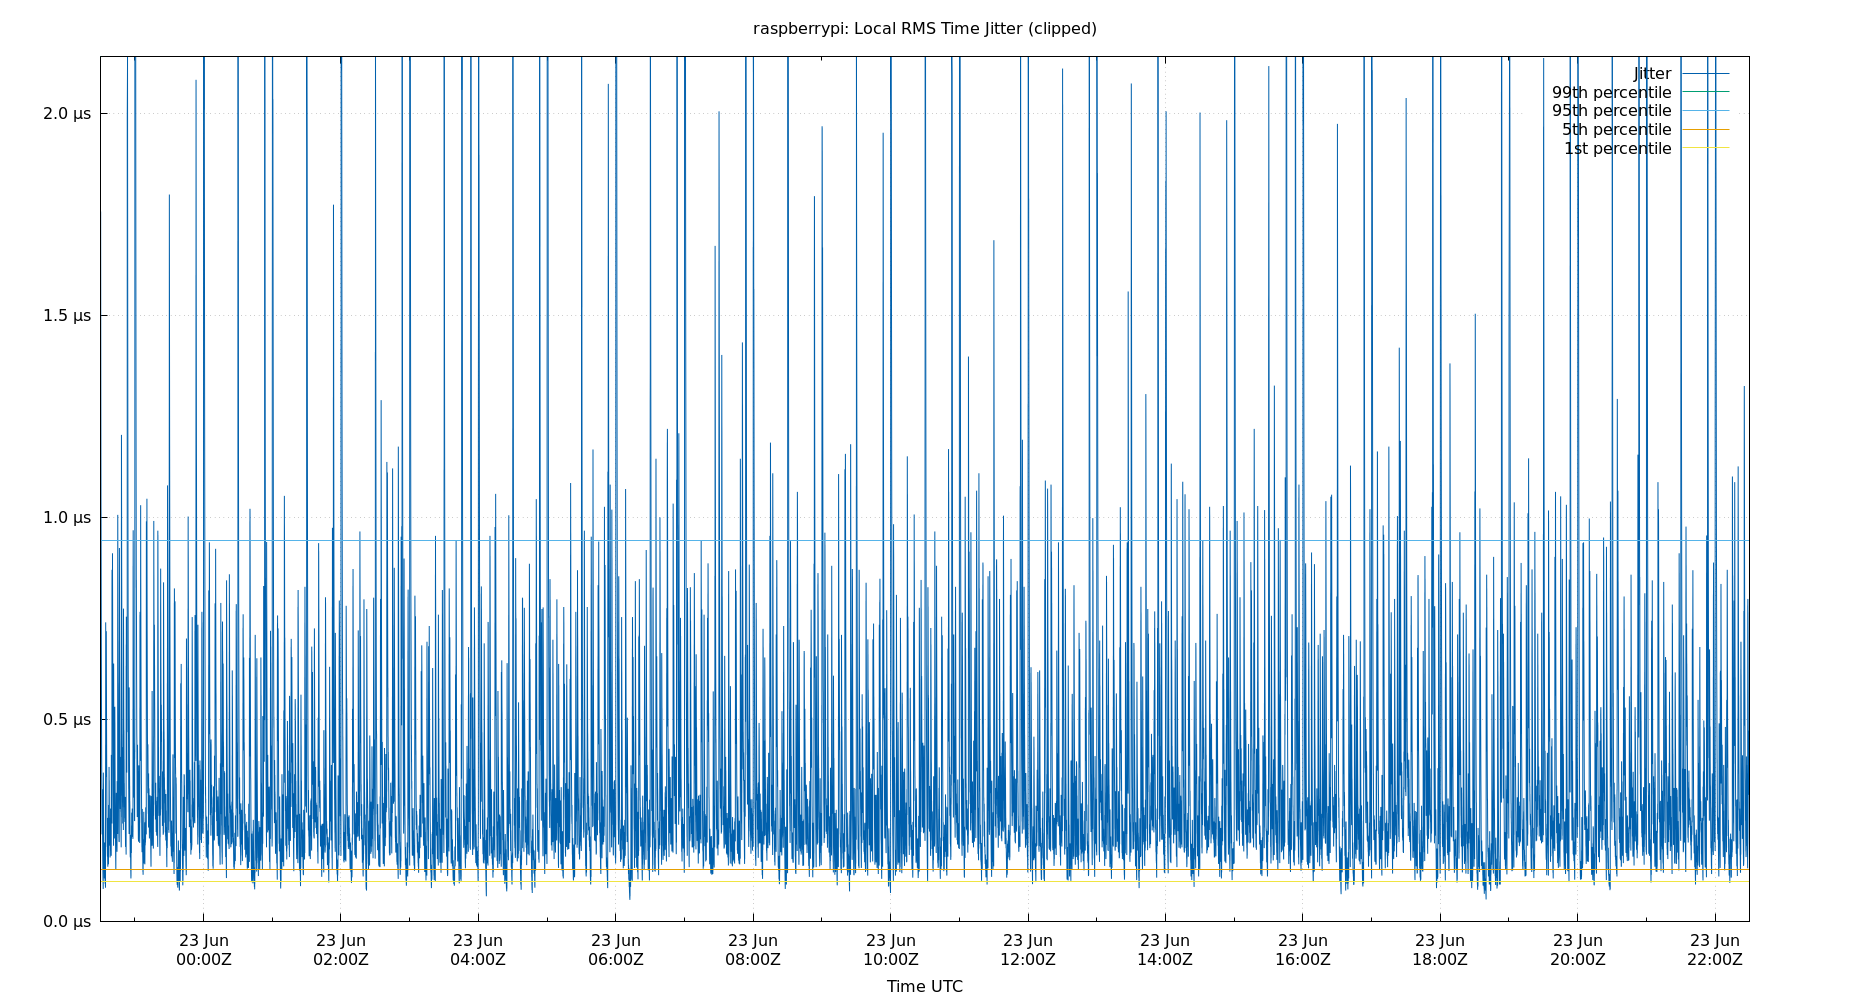 raspberrypi: Local RMS Time Jitter (clipped)
Jitter
99th percentile
95th percentile
5th percentile
1st percentile
2.0 µs
1.5 µs
1.0 µs
0.5 µs
0.0 µs
23 Jun 23 Jun 23 Jun 23 Jun 23 Jun 23 Jun 23 Jun 23 Jun 23 Jun 23 Jun 23 Jun 23 Jun
00:00Z 02:00Z 04:00Z 06:00Z 08:00Z 10:00Z 12:00Z 14:00Z 16:00Z 18:00Z 20:00Z 22:00Z
Time UTC